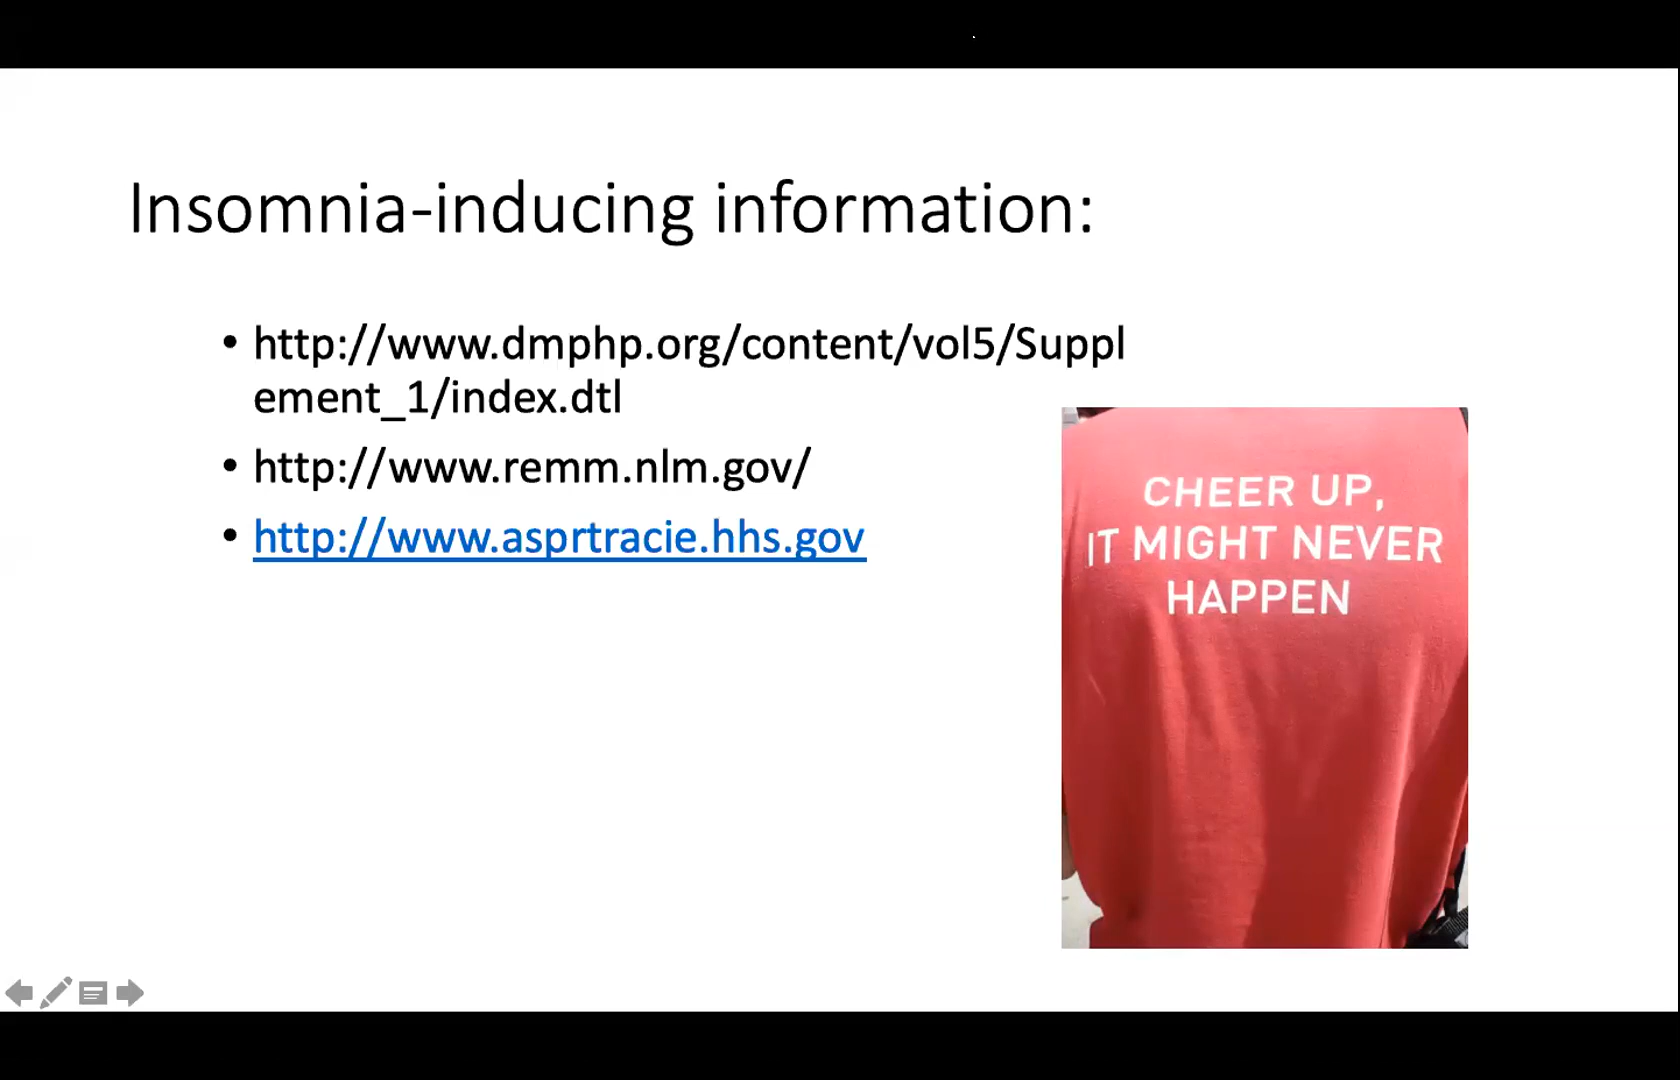 Insomnia-inducing information:
• http://www.dmphp.org/content/vol5/Suppl
ement_1/index.dtl
• http://www.remm.nlm.gov/
• http://www.asprtracie.hhs.gov
CHEER UP,
IT MIGHT NEVER
HAPPEN